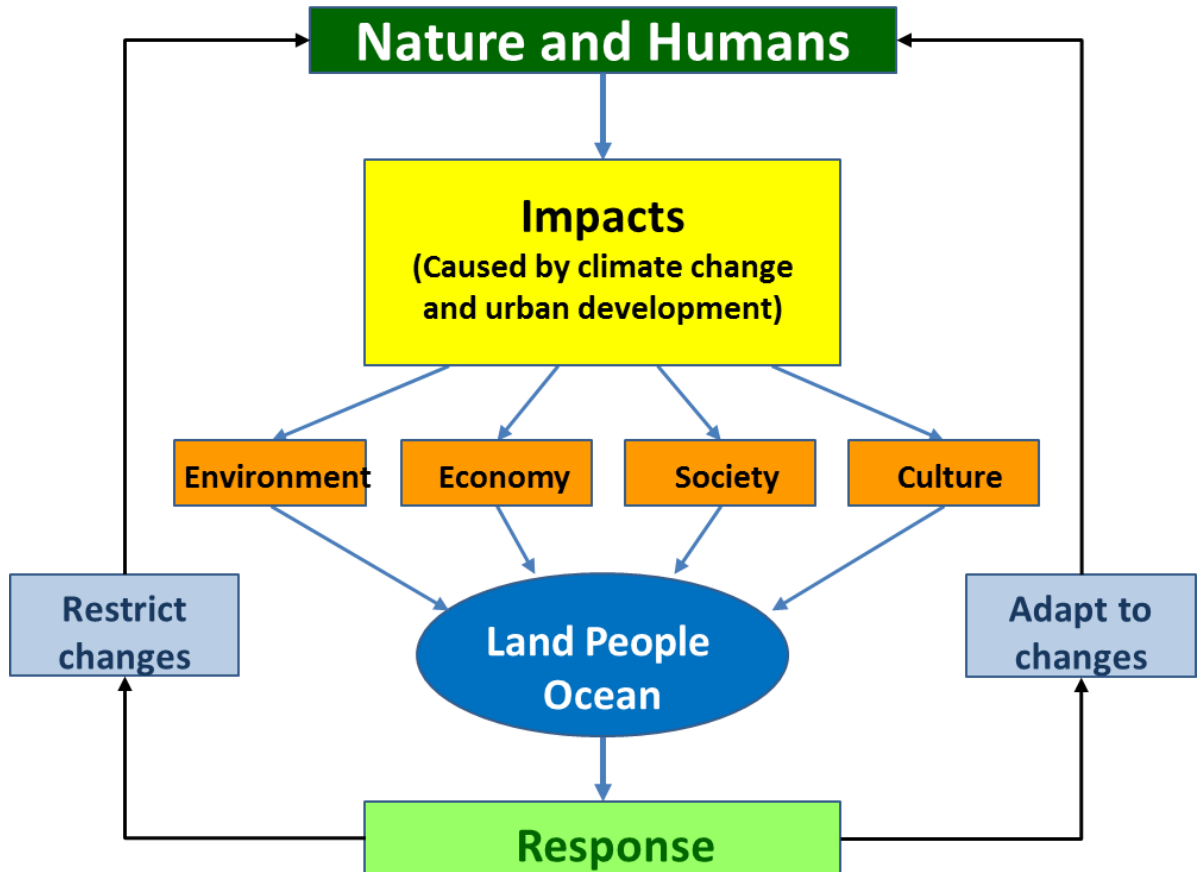 Nature and Humans
Impacts
(Caused by climate change
and urban development)
Environment
Economy
Society
Culture
Restrict
changes
Land People
Ocean
Adapt to
changes
Response